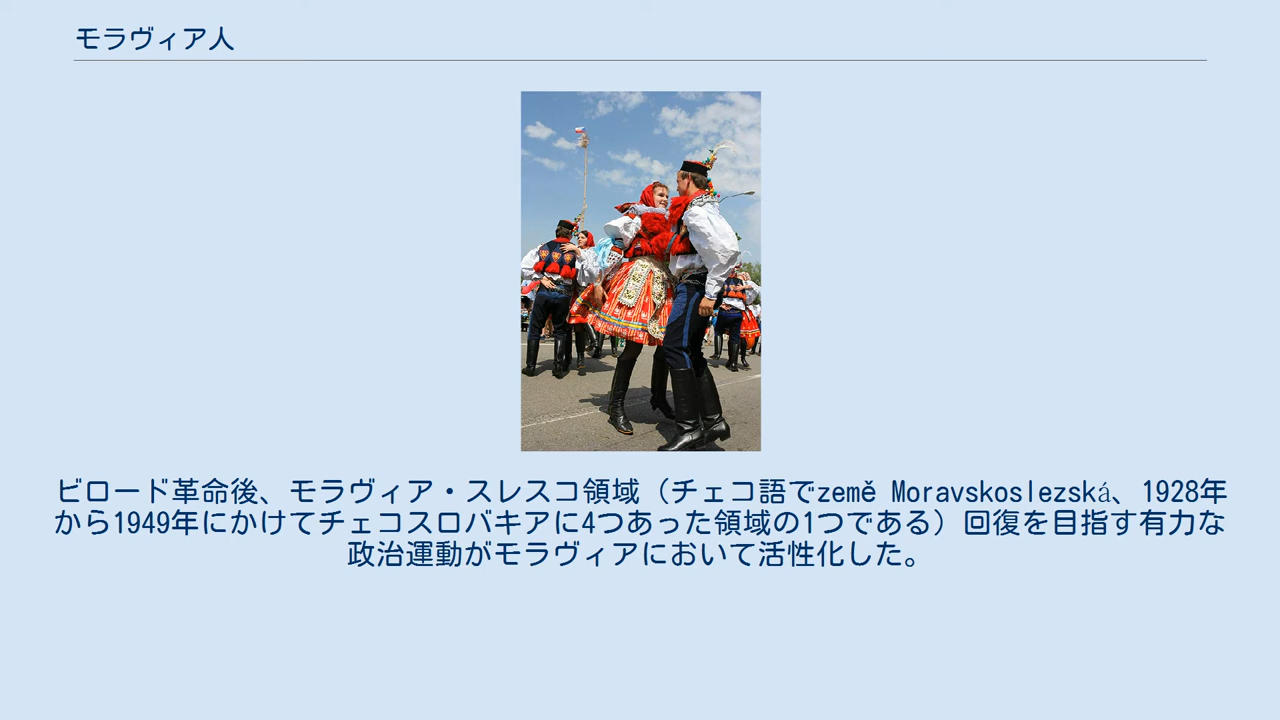 モラヴィア人
ビロード革命後、モラヴィア・スレスコ領域（チェコ語でzemě Moravskoslezská、1928年
から1949年にかけてチェコスロバキアに4つあった領域の1つである）回復を目指す有力な
政治運動がモラヴィアにおいて活性化した。